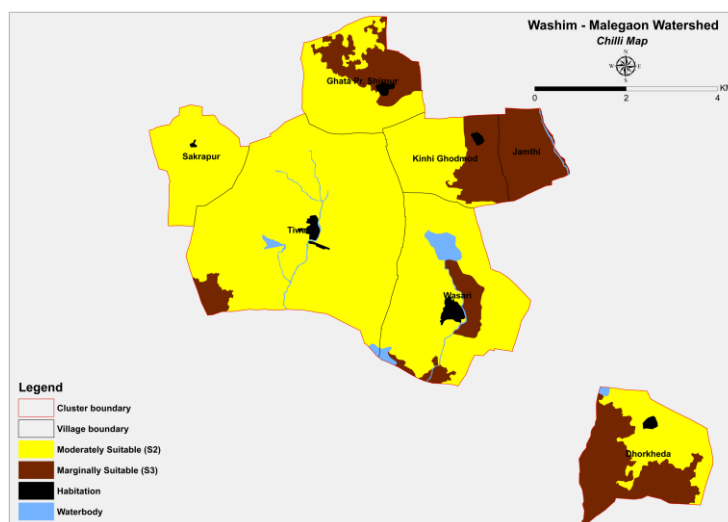 Washim - Malegaon Watershed
Chilli Map
N
W
E
S
0
2
4
KM
Ghata Pr. Shirpur
Kinhi Ghodmod
Jamthi
Sakrapur
Wasari
Dhorkheda
Legend
Cluster boundary
Village boundary
Moderately Suitable (S2)
Marginally Suitable (S3)
Habitation
Waterbody